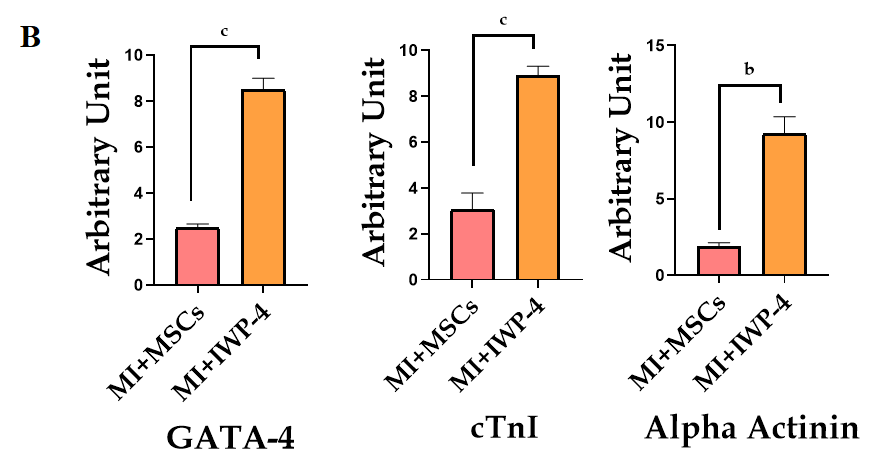 B
c
Arbitrary Unit
10
8
6
4
2
0
MI+MSCs
MI+IWP-4
GATA-4
c
Arbitrary Unit
10
8
6
4
2
0
MI+MSCs
MI+IWP-4
cTnI
b
Arbitrary Unit
15
10
5
0
MI+MSCs
MI+IWP-4
Alpha Actinin